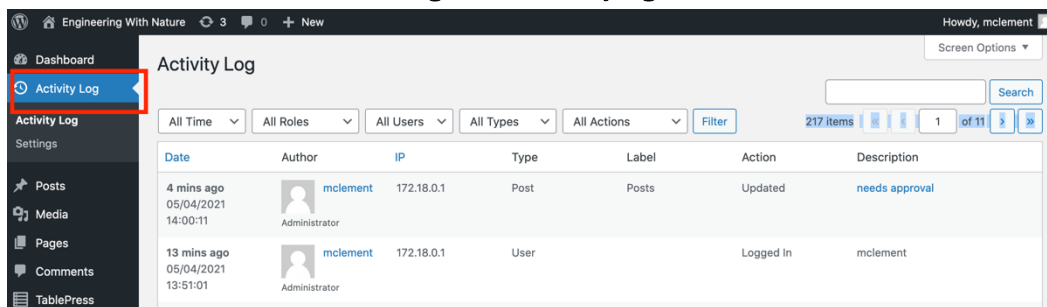 Engineering With Nature 3 0 + New Howdy, mclement
Screen Options ▼
Dashboard
Activity Log
Activity Log
Settings
Posts
Media
Pages
Comments
TablePress
Activity Log
Search
All Time All Roles All Users All Types All Actions Filter 217 items « ‹ 1 of 11 › »
Date Author IP Type Label Action Description
4 mins ago mclement 172.18.0.1 Post Posts Updated needs approval
05/04/2021
14:00:11 Administrator
13 mins ago mclement 172.18.0.1 User Logged In mclement
05/04/2021
13:51:01 Administrator